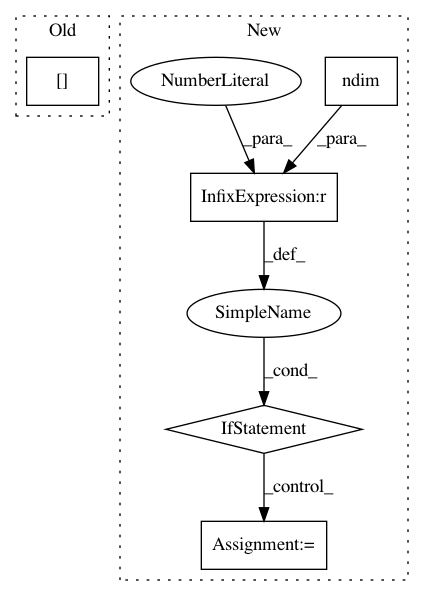 Old
New
[]
NumberLiteral
ndim
_para_
_para_
InfixExpression:r
_def_
SimpleName
_cond_
IfStatement
_control_
Assignment:=